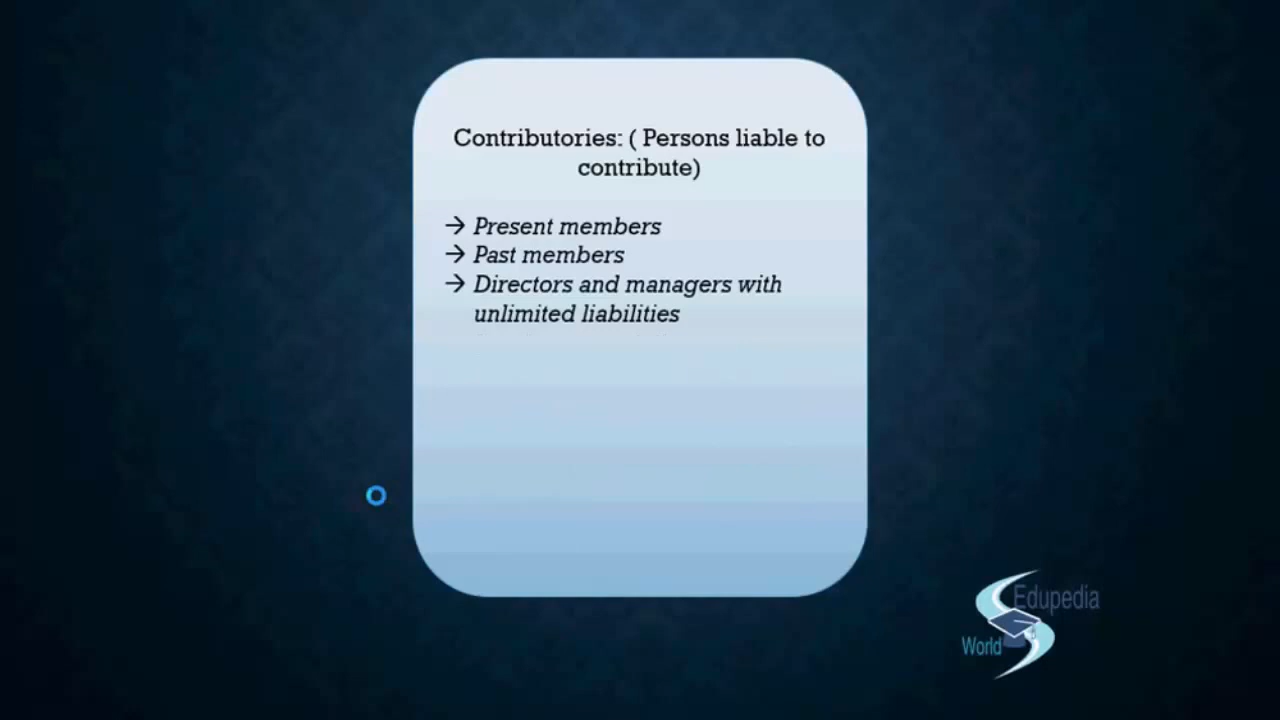 Contributories: ( Persons liable to
contribute)
→ Present members
→ Past members
→ Directors and managers with
unlimited liabilities
Edupedia
World